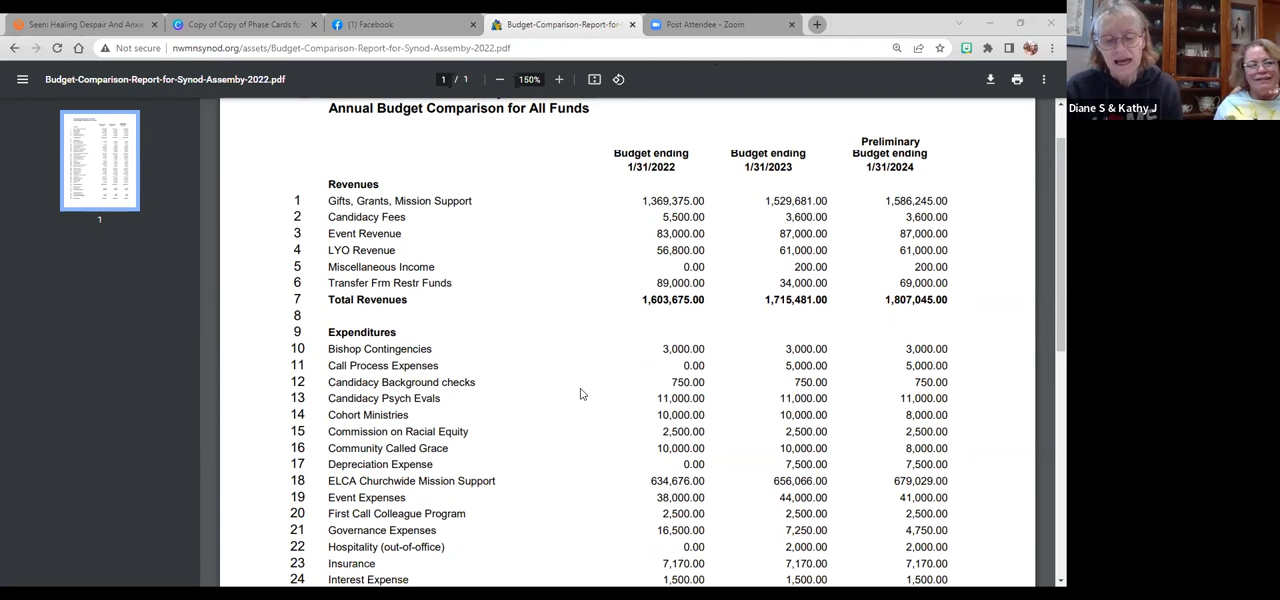 Seen: Healing Despair And Anxie
Copy of Copy of Phase Cards for
(1) Facebook
Budget-Comparison-Report-for-S
Post Attendee - Zoom
Not secure nwmnsynod.org/assets/Budget-Comparison-Report-for-Synod-Assemby-2022.pdf
Budget-Comparison-Report-for-Synod-Assemby-2022.pdf
1 / 1
150%
Diane S & Kathy J
1
Annual Budget Comparison for All Funds
Preliminary
Budget ending Budget ending Budget ending
1/31/2022 1/31/2023 1/31/2024
Revenues
1 Gifts, Grants, Mission Support 1,369,375.00 1,529,681.00 1,586,245.00
2 Candidacy Fees 5,500.00 3,600.00 3,600.00
3 Event Revenue 83,000.00 87,000.00 87,000.00
4 LYO Revenue 56,800.00 61,000.00 61,000.00
5 Miscellaneous Income 0.00 200.00 200.00
6 Transfer Frm Restr Funds 89,000.00 34,000.00 69,000.00
7 Total Revenues 1,603,675.00 1,715,481.00 1,807,045.00
8
9 Expenditures
10 Bishop Contingencies 3,000.00 3,000.00 3,000.00
11 Call Process Expenses 0.00 5,000.00 5,000.00
12 Candidacy Background checks 750.00 750.00 750.00
13 Candidacy Psych Evals 11,000.00 11,000.00 11,000.00
14 Cohort Ministries 10,000.00 10,000.00 8,000.00
15 Commission on Racial Equity 2,500.00 2,500.00 2,500.00
16 Community Called Grace 10,000.00 10,000.00 8,000.00
17 Depreciation Expense 0.00 7,500.00 7,500.00
18 ELCA Churchwide Mission Support 634,676.00 656,066.00 679,029.00
19 Event Expenses 38,000.00 44,000.00 41,000.00
20 First Call Colleague Program 2,500.00 2,500.00 2,500.00
21 Governance Expenses 16,500.00 7,250.00 4,750.00
22 Hospitality (out-of-office) 0.00 2,000.00 2,000.00
23 Insurance 7,170.00 7,170.00 7,170.00
24 Interest Expense 1,500.00 1,500.00 1,500.00